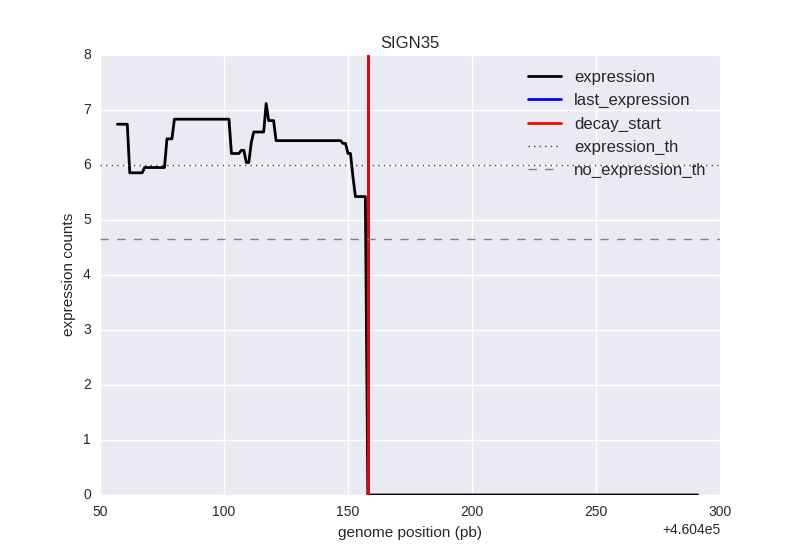 SIGN35
8
7
6
5
4
3
2
1
0
expression counts
expression
last_expression
decay_start
expression_th
no_expression_th
50 100 150 200 250 300
+4.604e5
genome position (pb)